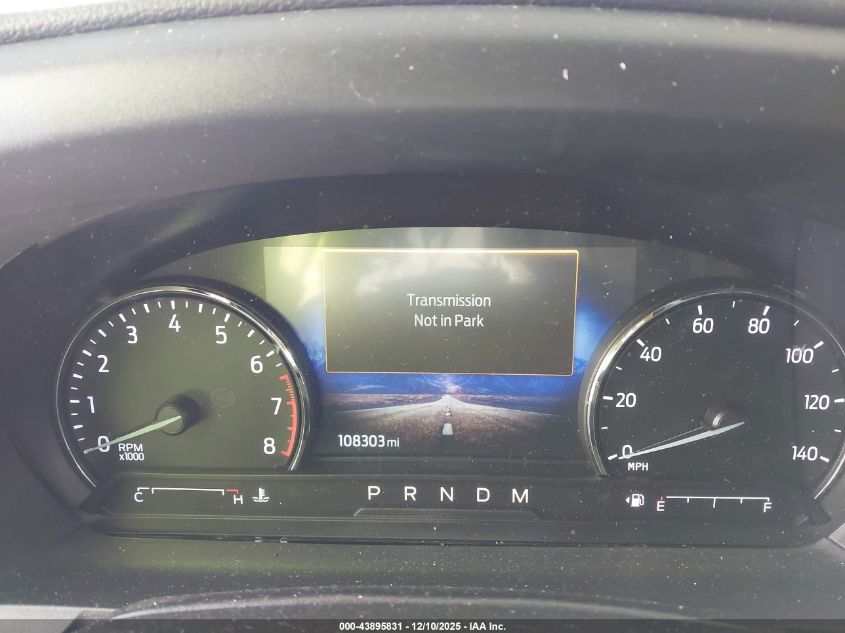 Transmission
Not in Park
0 1 2 3 4 5 6 7 8
RPM
x1000
0 20 40 60 80 100 120 140
MPH
108303 mi
C H
P R N D M
E F
000-43895831 - 12/10/2025 - IAA Inc.